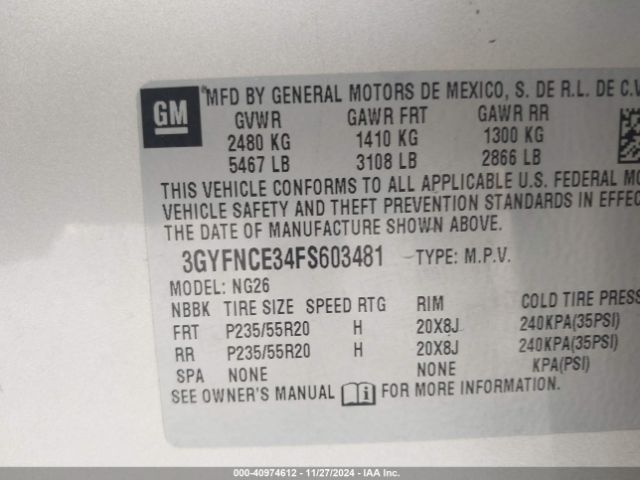 GM
MFD BY GENERAL MOTORS DE MEXICO, S. DE R.L. DE C.V
GVWR GAWR FRT GAWR RR
2480 KG 1410 KG 1300 KG
5467 LB 3108 LB 2866 LB
THIS VEHICLE CONFORMS TO ALL APPLICABLE U.S. FEDERAL MO
VEHICLE SAFETY AND THEFT PREVENTION STANDARDS IN EFFEC
THE DATE OF MANUFACTURE SHOWN ABOVE.
3GYFNCE34FS603481 TYPE: M.P.V.
MODEL: NG26
NBBK TIRE SIZE SPEED RTG RIM COLD TIRE PRESS
FRT P235/55R20 H 20X8J 240KPA(35PSI)
RR P235/55R20 H 20X8J 240KPA(35PSI)
SPA NONE NONE KPA(PSI)
SEE OWNER'S MANUAL i FOR MORE INFORMATION.
000-40974612 - 11/27/2024 - IAA Inc.